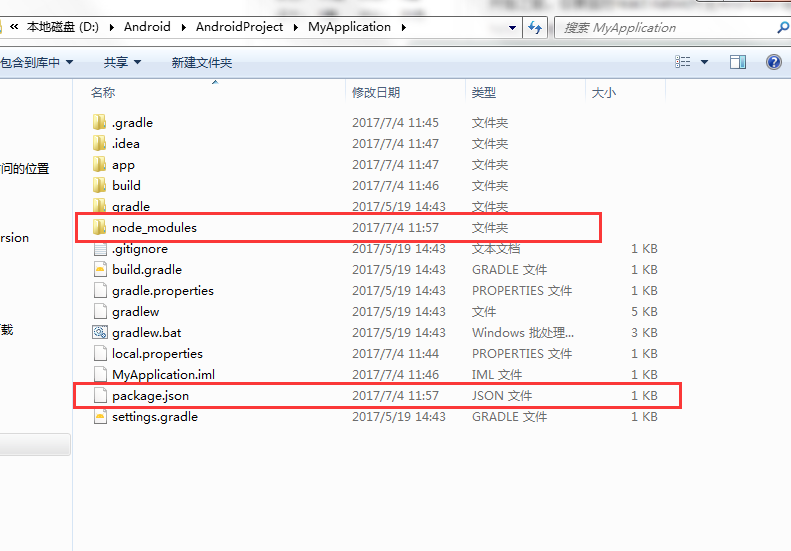 « 本地磁盘 (D:) ▸ Android ▸ AndroidProject ▸ MyApplication ▸ 搜索 MyApplication
包含到库中 共享 新建文件夹
名称 修改日期 类型 大小
.gradle 2017/7/4 11:45 文件夹
.idea 2017/7/4 11:47 文件夹
app 2017/7/4 11:47 文件夹
build 2017/7/4 11:46 文件夹
gradle 2017/5/19 14:43 文件夹
node_modules 2017/7/4 11:57 文件夹
.gitignore 2017/5/19 14:43 文本文档 1 KB
build.gradle 2017/5/19 14:43 GRADLE 文件 1 KB
gradle.properties 2017/5/19 14:43 PROPERTIES 文件 1 KB
gradlew 2017/5/19 14:43 文件 5 KB
gradlew.bat 2017/5/19 14:43 Windows 批处理... 3 KB
local.properties 2017/7/4 11:44 PROPERTIES 文件 1 KB
MyApplication.iml 2017/7/4 11:46 IML 文件 1 KB
package.json 2017/7/4 11:57 JSON 文件 1 KB
settings.gradle 2017/5/19 14:43 GRADLE 文件 1 KB
问的位置
rsion
载